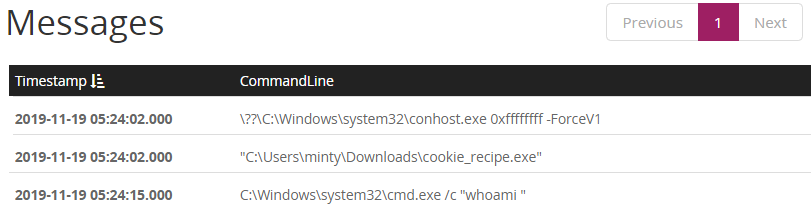 Messages
Previous 1 Next
Timestamp CommandLine
2019-11-19 05:24:02.000 \??\C:\Windows\system32\conhost.exe 0xffffffff -ForceV1
2019-11-19 05:24:02.000 "C:\Users\minty\Downloads\cookie_recipe.exe"
2019-11-19 05:24:15.000 C:\Windows\system32\cmd.exe /c "whoami "